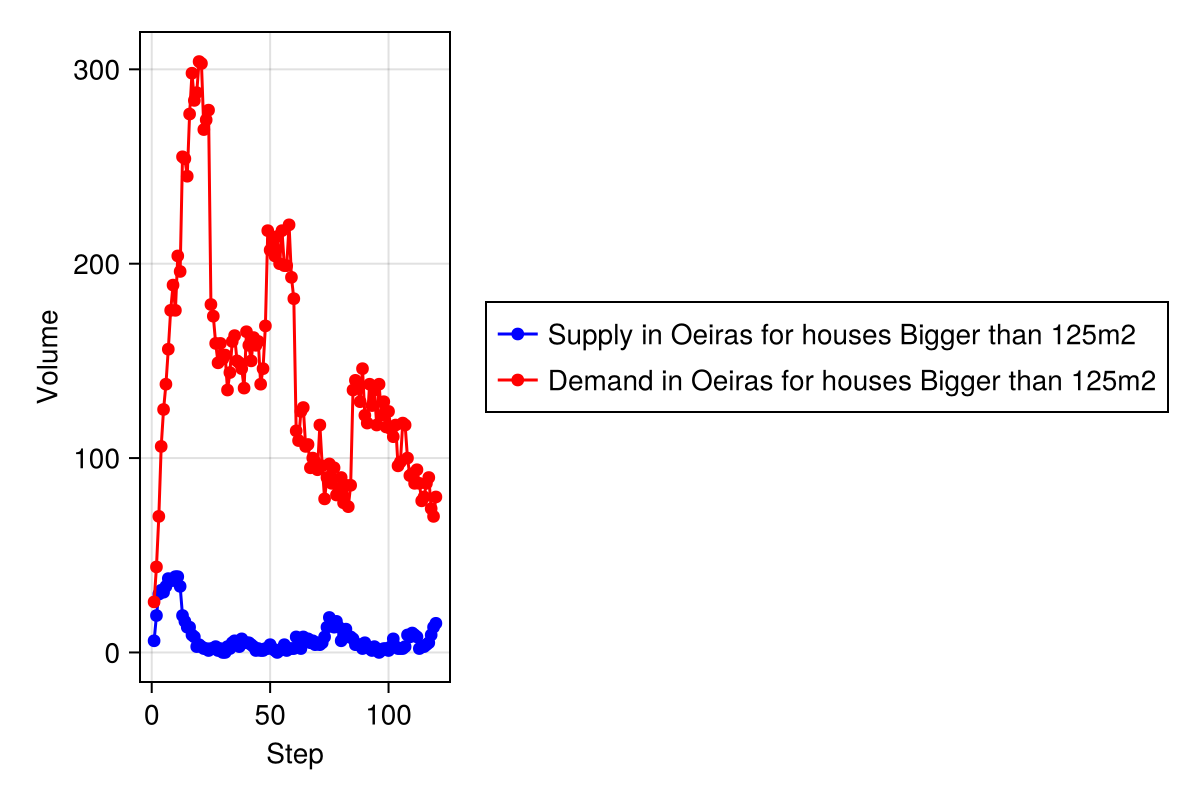 Volume
300
200
100
0
0 50 100
Step
Supply in Oeiras for houses Bigger than 125m2
Demand in Oeiras for houses Bigger than 125m2